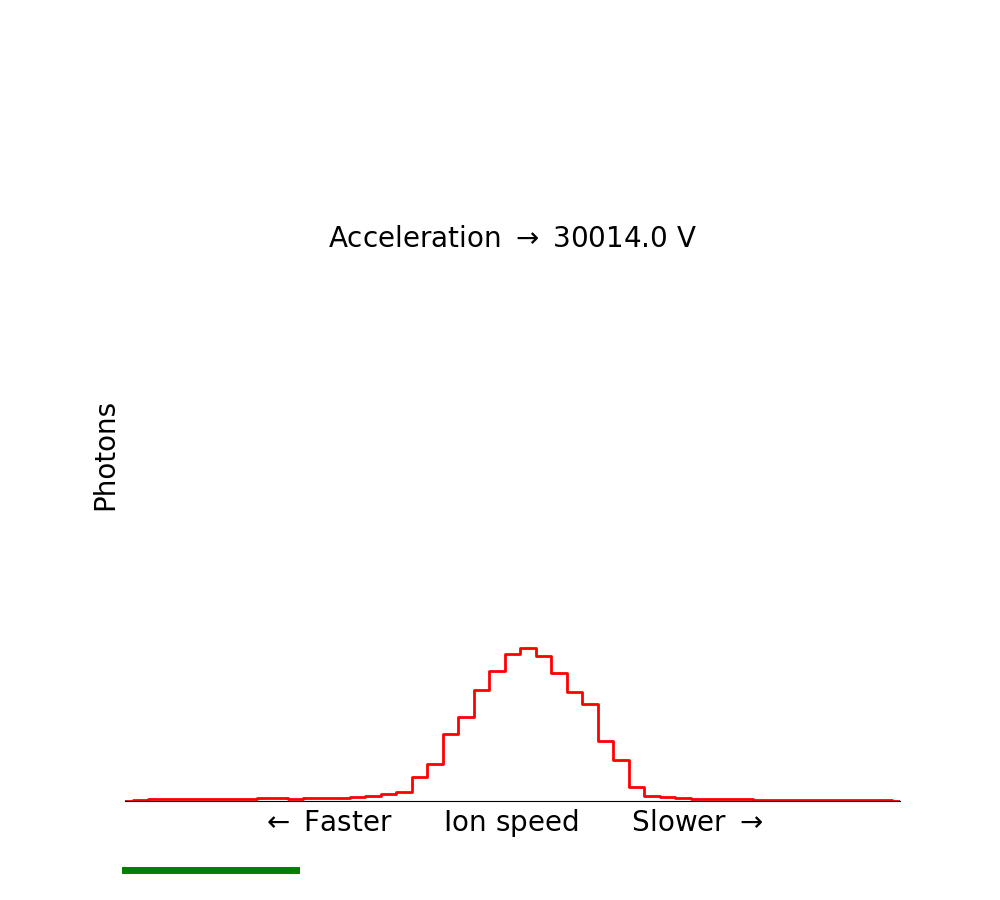 Acceleration → 30014.0 V
Photons
← Faster Ion speed Slower →